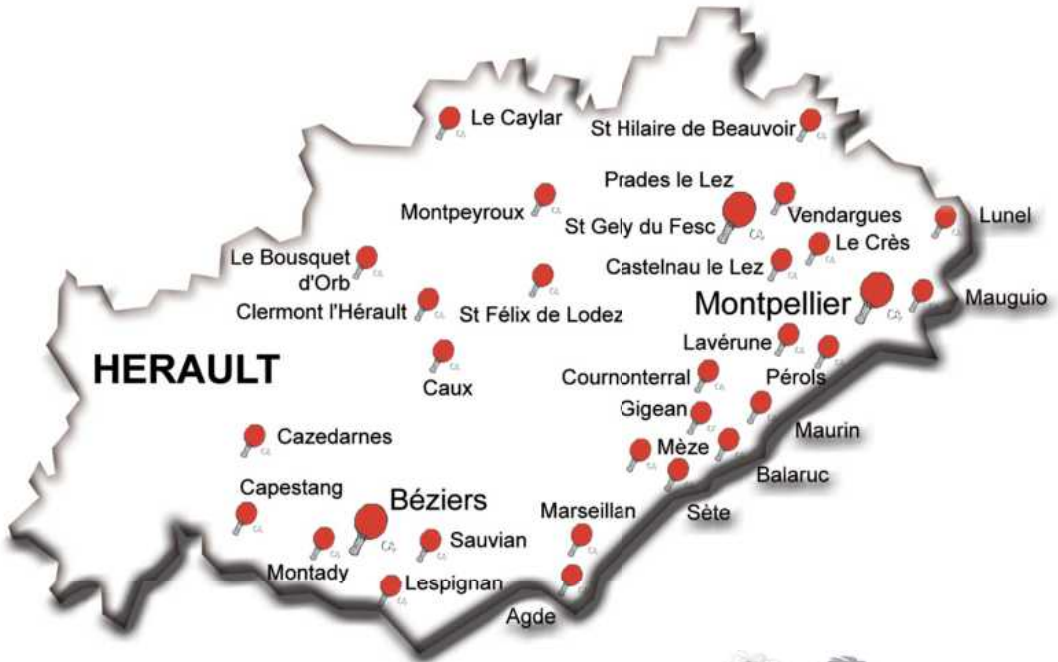 Le Caylar
St Hilaire de Beauvoir
Prades le Lez
Montpeyroux
St Gely du Fesc
Vendargues
Lunel
Le Bousquet
d'Orb
Castelnau le Lez
Le Crès
Clermont l'Hérault
St Félix de Lodez
Montpellier
Mauguio
Lavérune
HERAULT
Caux
Cournonterral
Pérols
Gigean
Maurin
Cazedarnes
Mèze
Balaruc
Capestang
Béziers
Marseillan
Sète
Sauvian
Montady
Lespignan
Agde